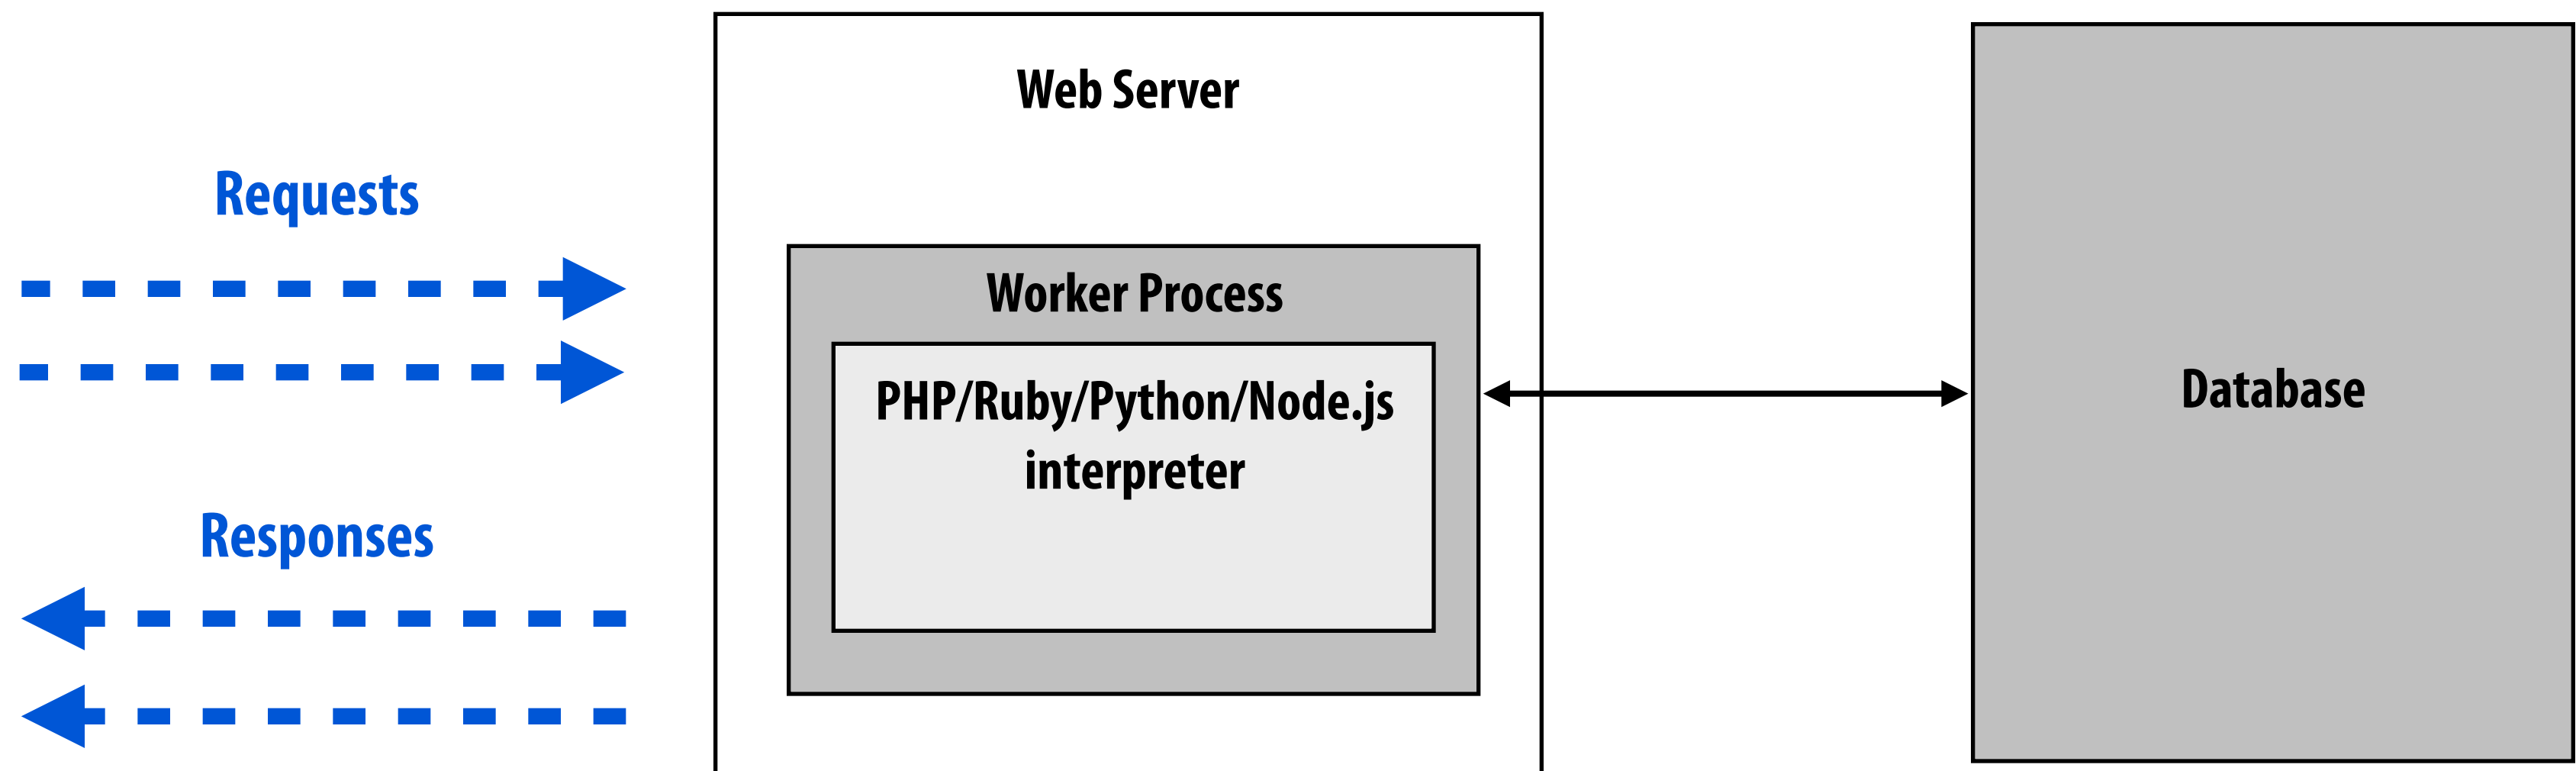 Web Server
Requests
Worker Process
PHP/Ruby/Python/Node.js
interpreter
Database
Responses